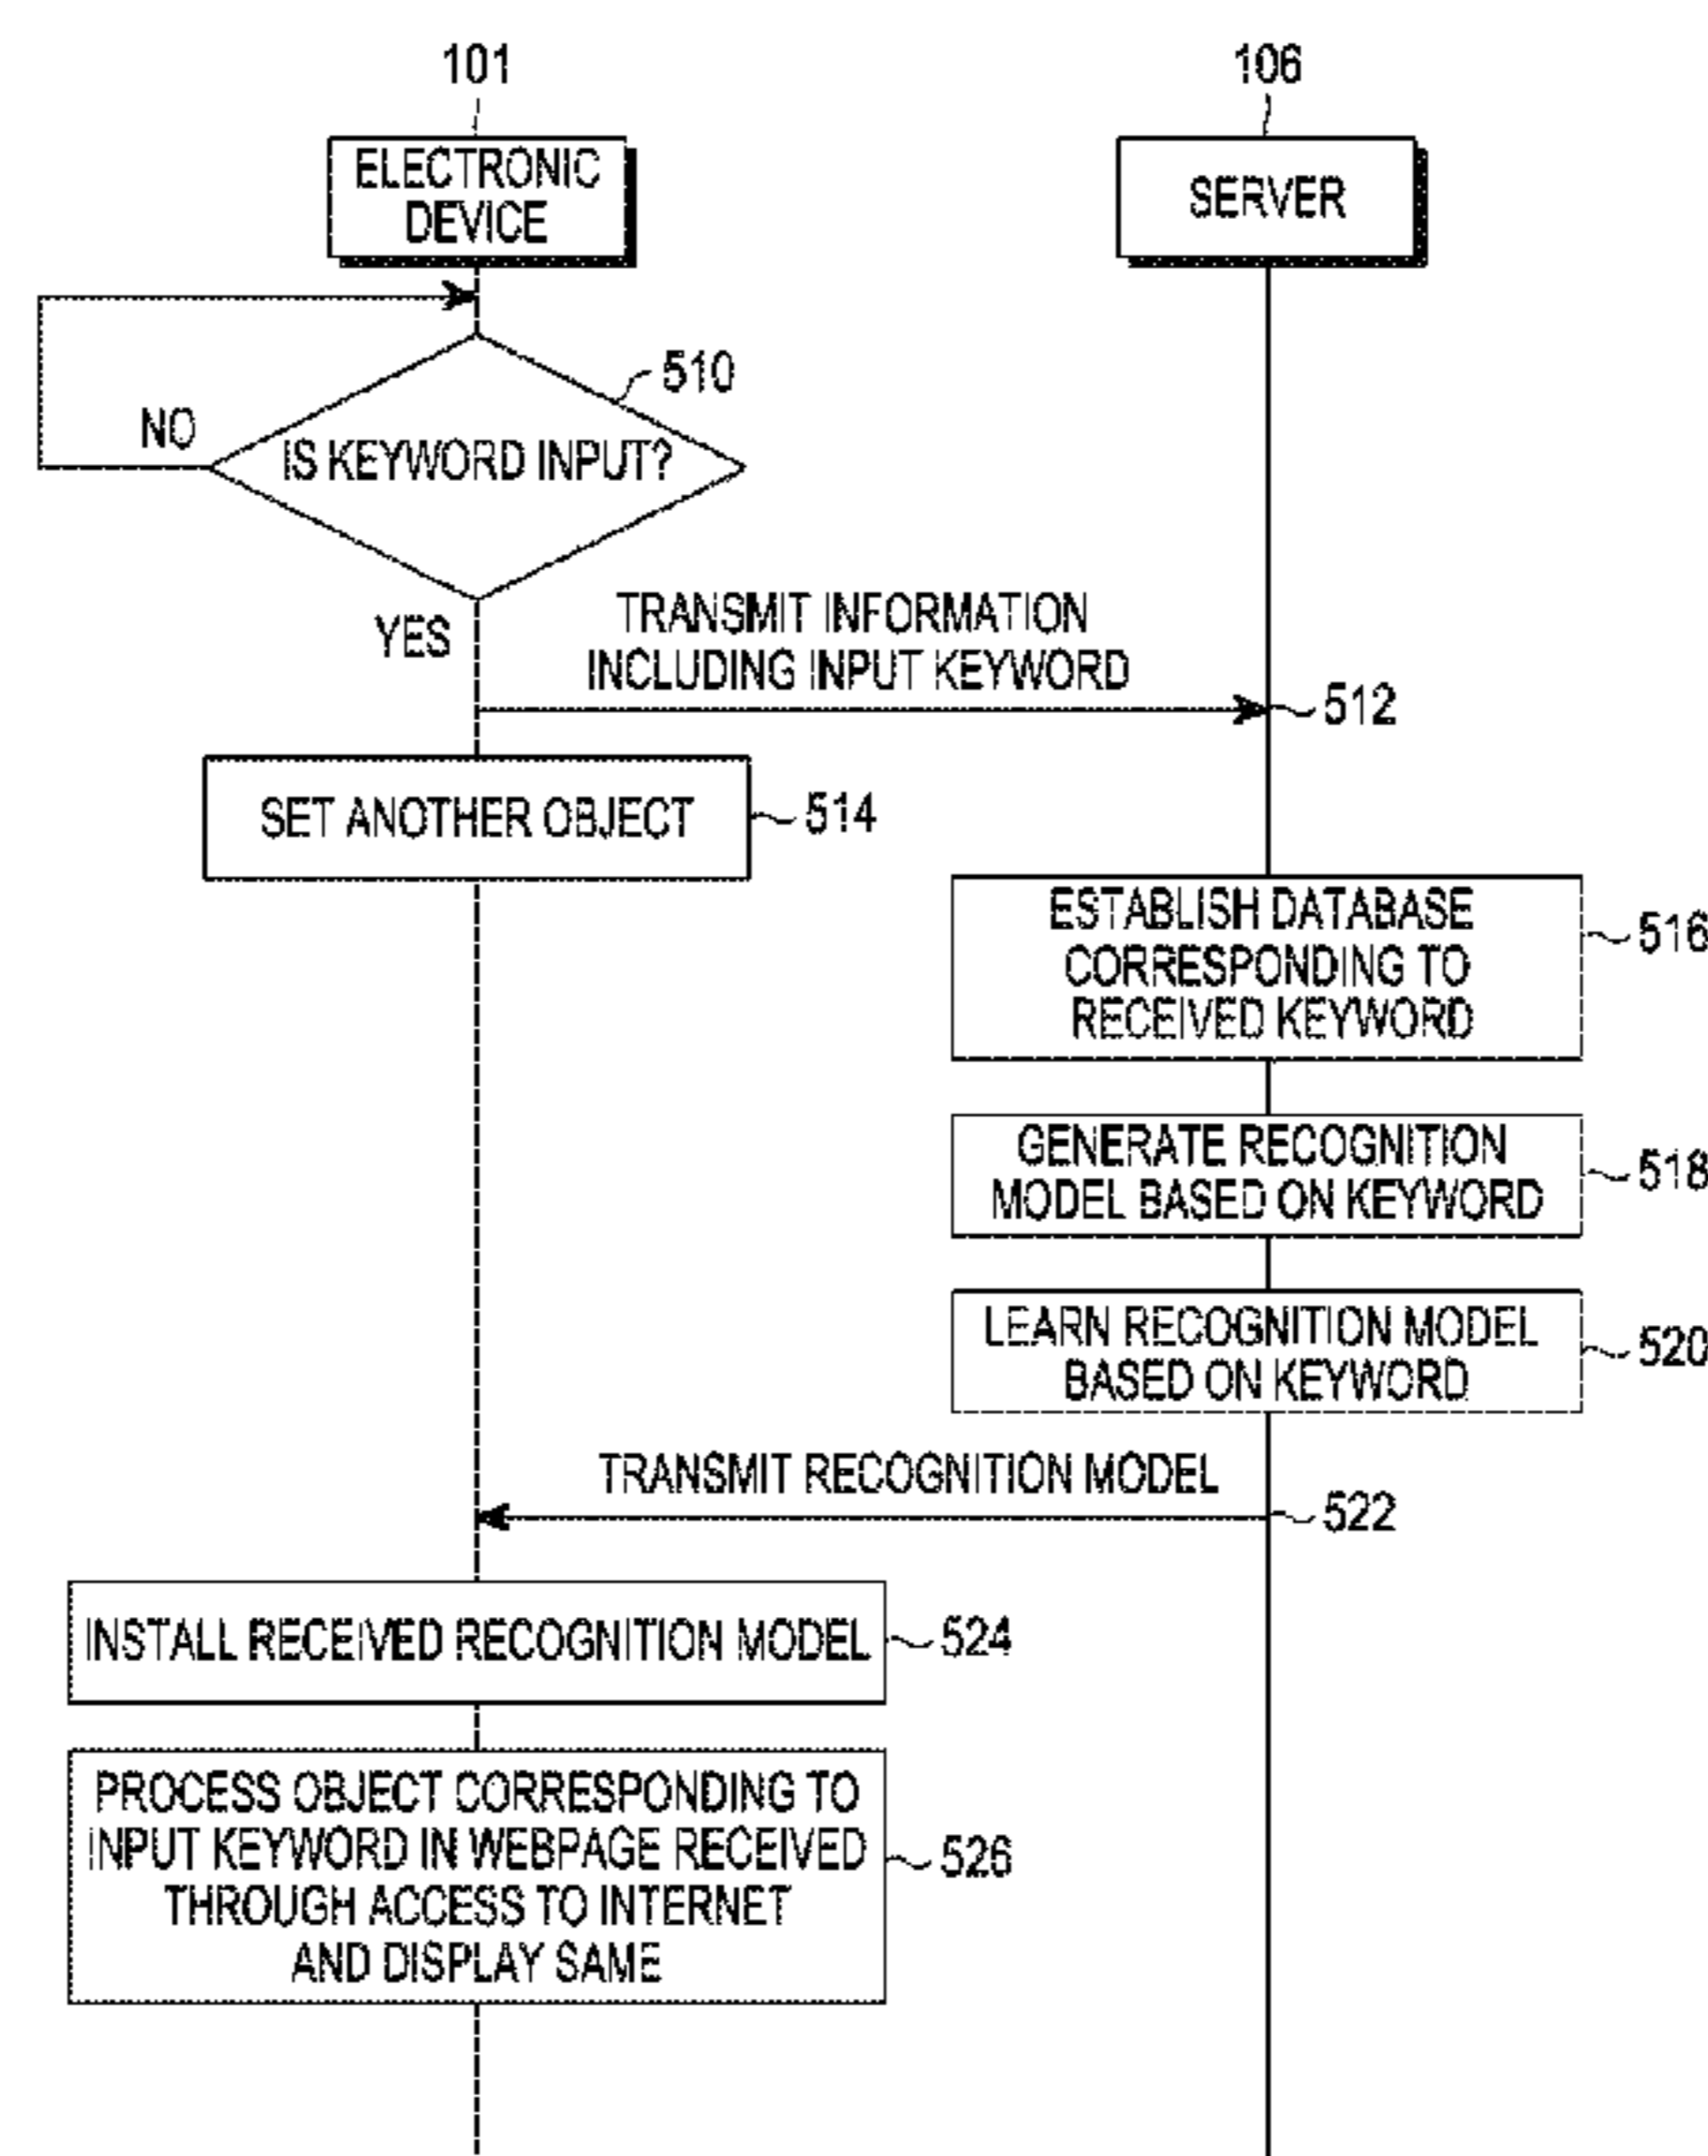 101
106
ELECTRONIC
DEVICE
SERVER
510
NO
IS KEYWORD INPUT?
YES
TRANSMIT INFORMATION
INCLUDING INPUT KEYWORD
512
SET ANOTHER OBJECT
514
ESTABLISH DATABASE
CORRESPONDING TO
RECEIVED KEYWORD
516
GENERATE RECOGNITION
MODEL BASED ON KEYWORD
518
LEARN RECOGNITION MODEL
BASED ON KEYWORD
520
TRANSMIT RECOGNITION MODEL
522
INSTALL RECEIVED RECOGNITION MODEL
524
PROCESS OBJECT CORRESPONDING TO
INPUT KEYWORD IN WEBPAGE RECEIVED
THROUGH ACCESS TO INTERNET
AND DISPLAY SAME
526